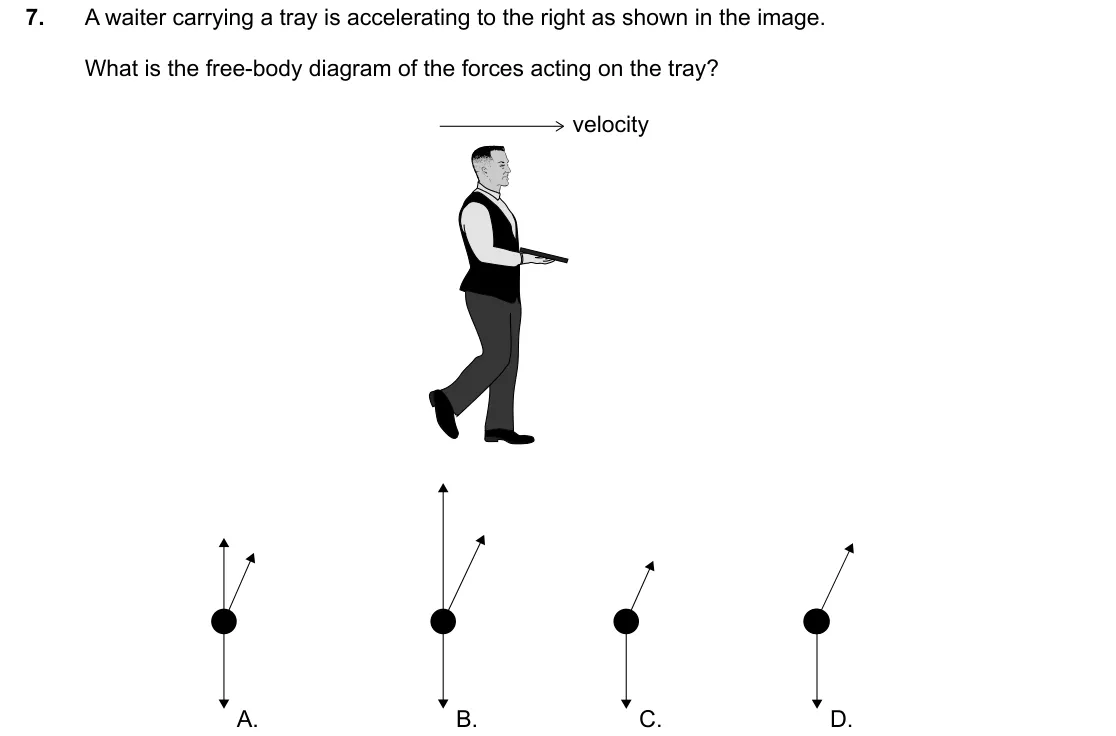 7. A waiter carrying a tray is accelerating to the right as shown in the image.
What is the free-body diagram of the forces acting on the tray?
velocity
A. B. C. D.